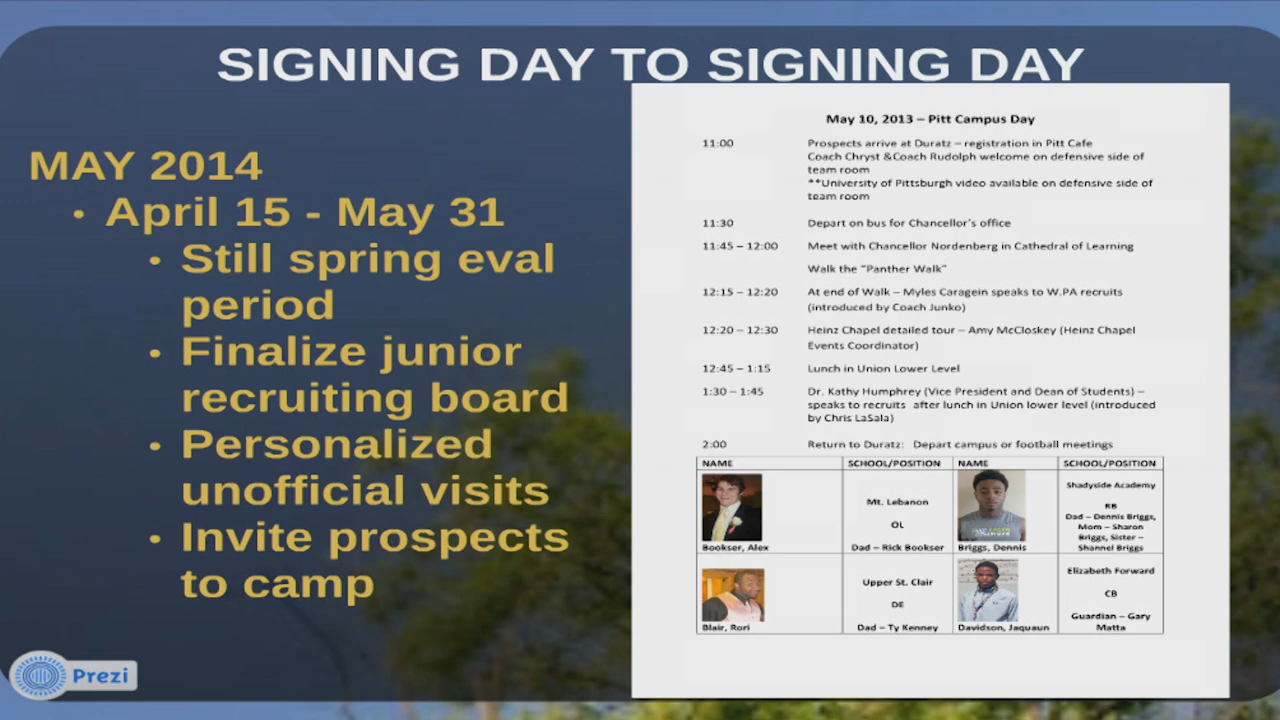 SIGNING DAY TO SIGNING DAY
MAY 2014
• April 15 - May 31
• Still spring eval
period
• Finalize junior
recruiting board
• Personalized
unofficial visits
• Invite prospects
to camp
May 10, 2013 – Pitt Campus Day
11:00 Prospects arrive at Duratz – registration in Pitt Cafe
Coach Chryst &Coach Rudolph welcome on defensive side of
team room
**University of Pittsburgh video available on defensive side of
team room
11:30 Depart on bus for Chancellor's office
11:45 – 12:00 Meet with Chancellor Nordenberg in Cathedral of Learning
Walk the "Panther Walk"
12:15 – 12:20 At end of Walk – Myles Caragein speaks to W.PA recruits
(introduced by Coach Junko)
12:20 – 12:30 Heinz Chapel detailed tour – Amy McCloskey (Heinz Chapel
Events Coordinator)
12:45 – 1:15 Lunch in Union Lower Level
1:30 – 1:45 Dr. Kathy Humphrey (Vice President and Dean of Students) –
speaks to recruits after lunch in Union lower level (introduced
by Chris LaSala)
2:00 Return to Duratz: Depart campus or football meetings
NAME SCHOOL/POSITION NAME SCHOOL/POSITION
Bookser, Alex
Mt. Lebanon
OL
Dad – Rick Bookser
Briggs, Dennis
Shadyside Academy
RB
Dad – Dennis Briggs,
Mom – Sharon
Briggs, Sister –
Shannel Briggs
Blair, Rori
Upper St. Clair
DE
Dad – Ty Kenney
Davidson, Jaquaun
Elizabeth Forward
CB
Guardian – Gary
Matta
Prezi